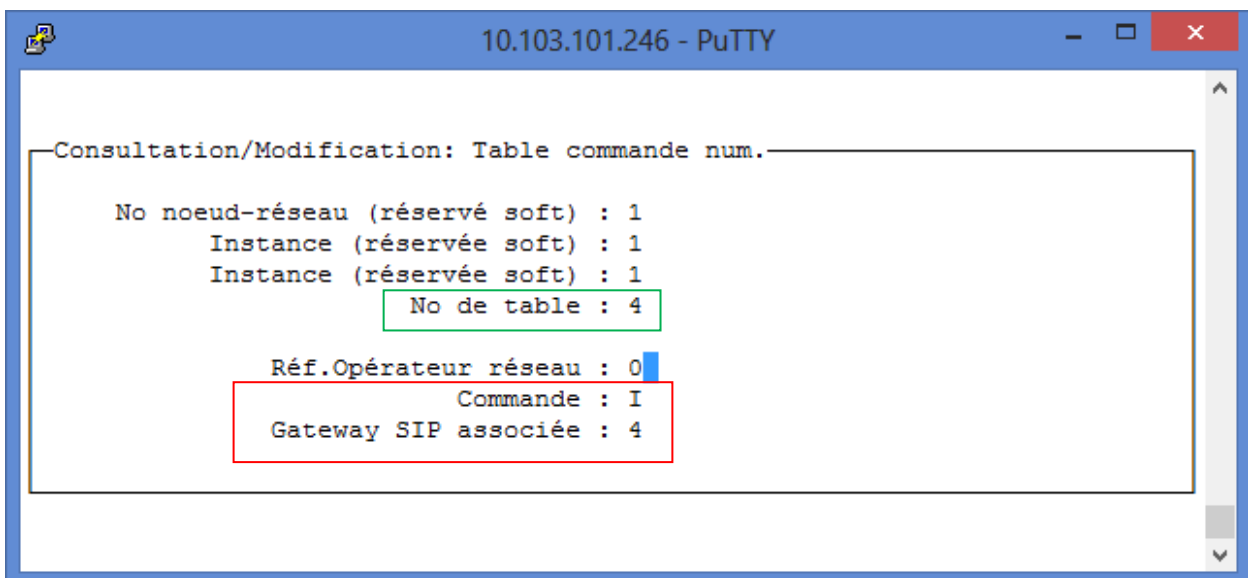 10.103.101.246 - PuTTY
Consultation/Modification: Table commande num.
No noeud-réseau (réservé soft) : 1
Instance (réservée soft) : 1
Instance (réservée soft) : 1
No de table : 4
Réf.Opérateur réseau : 0
Commande : I
Gateway SIP associée : 4